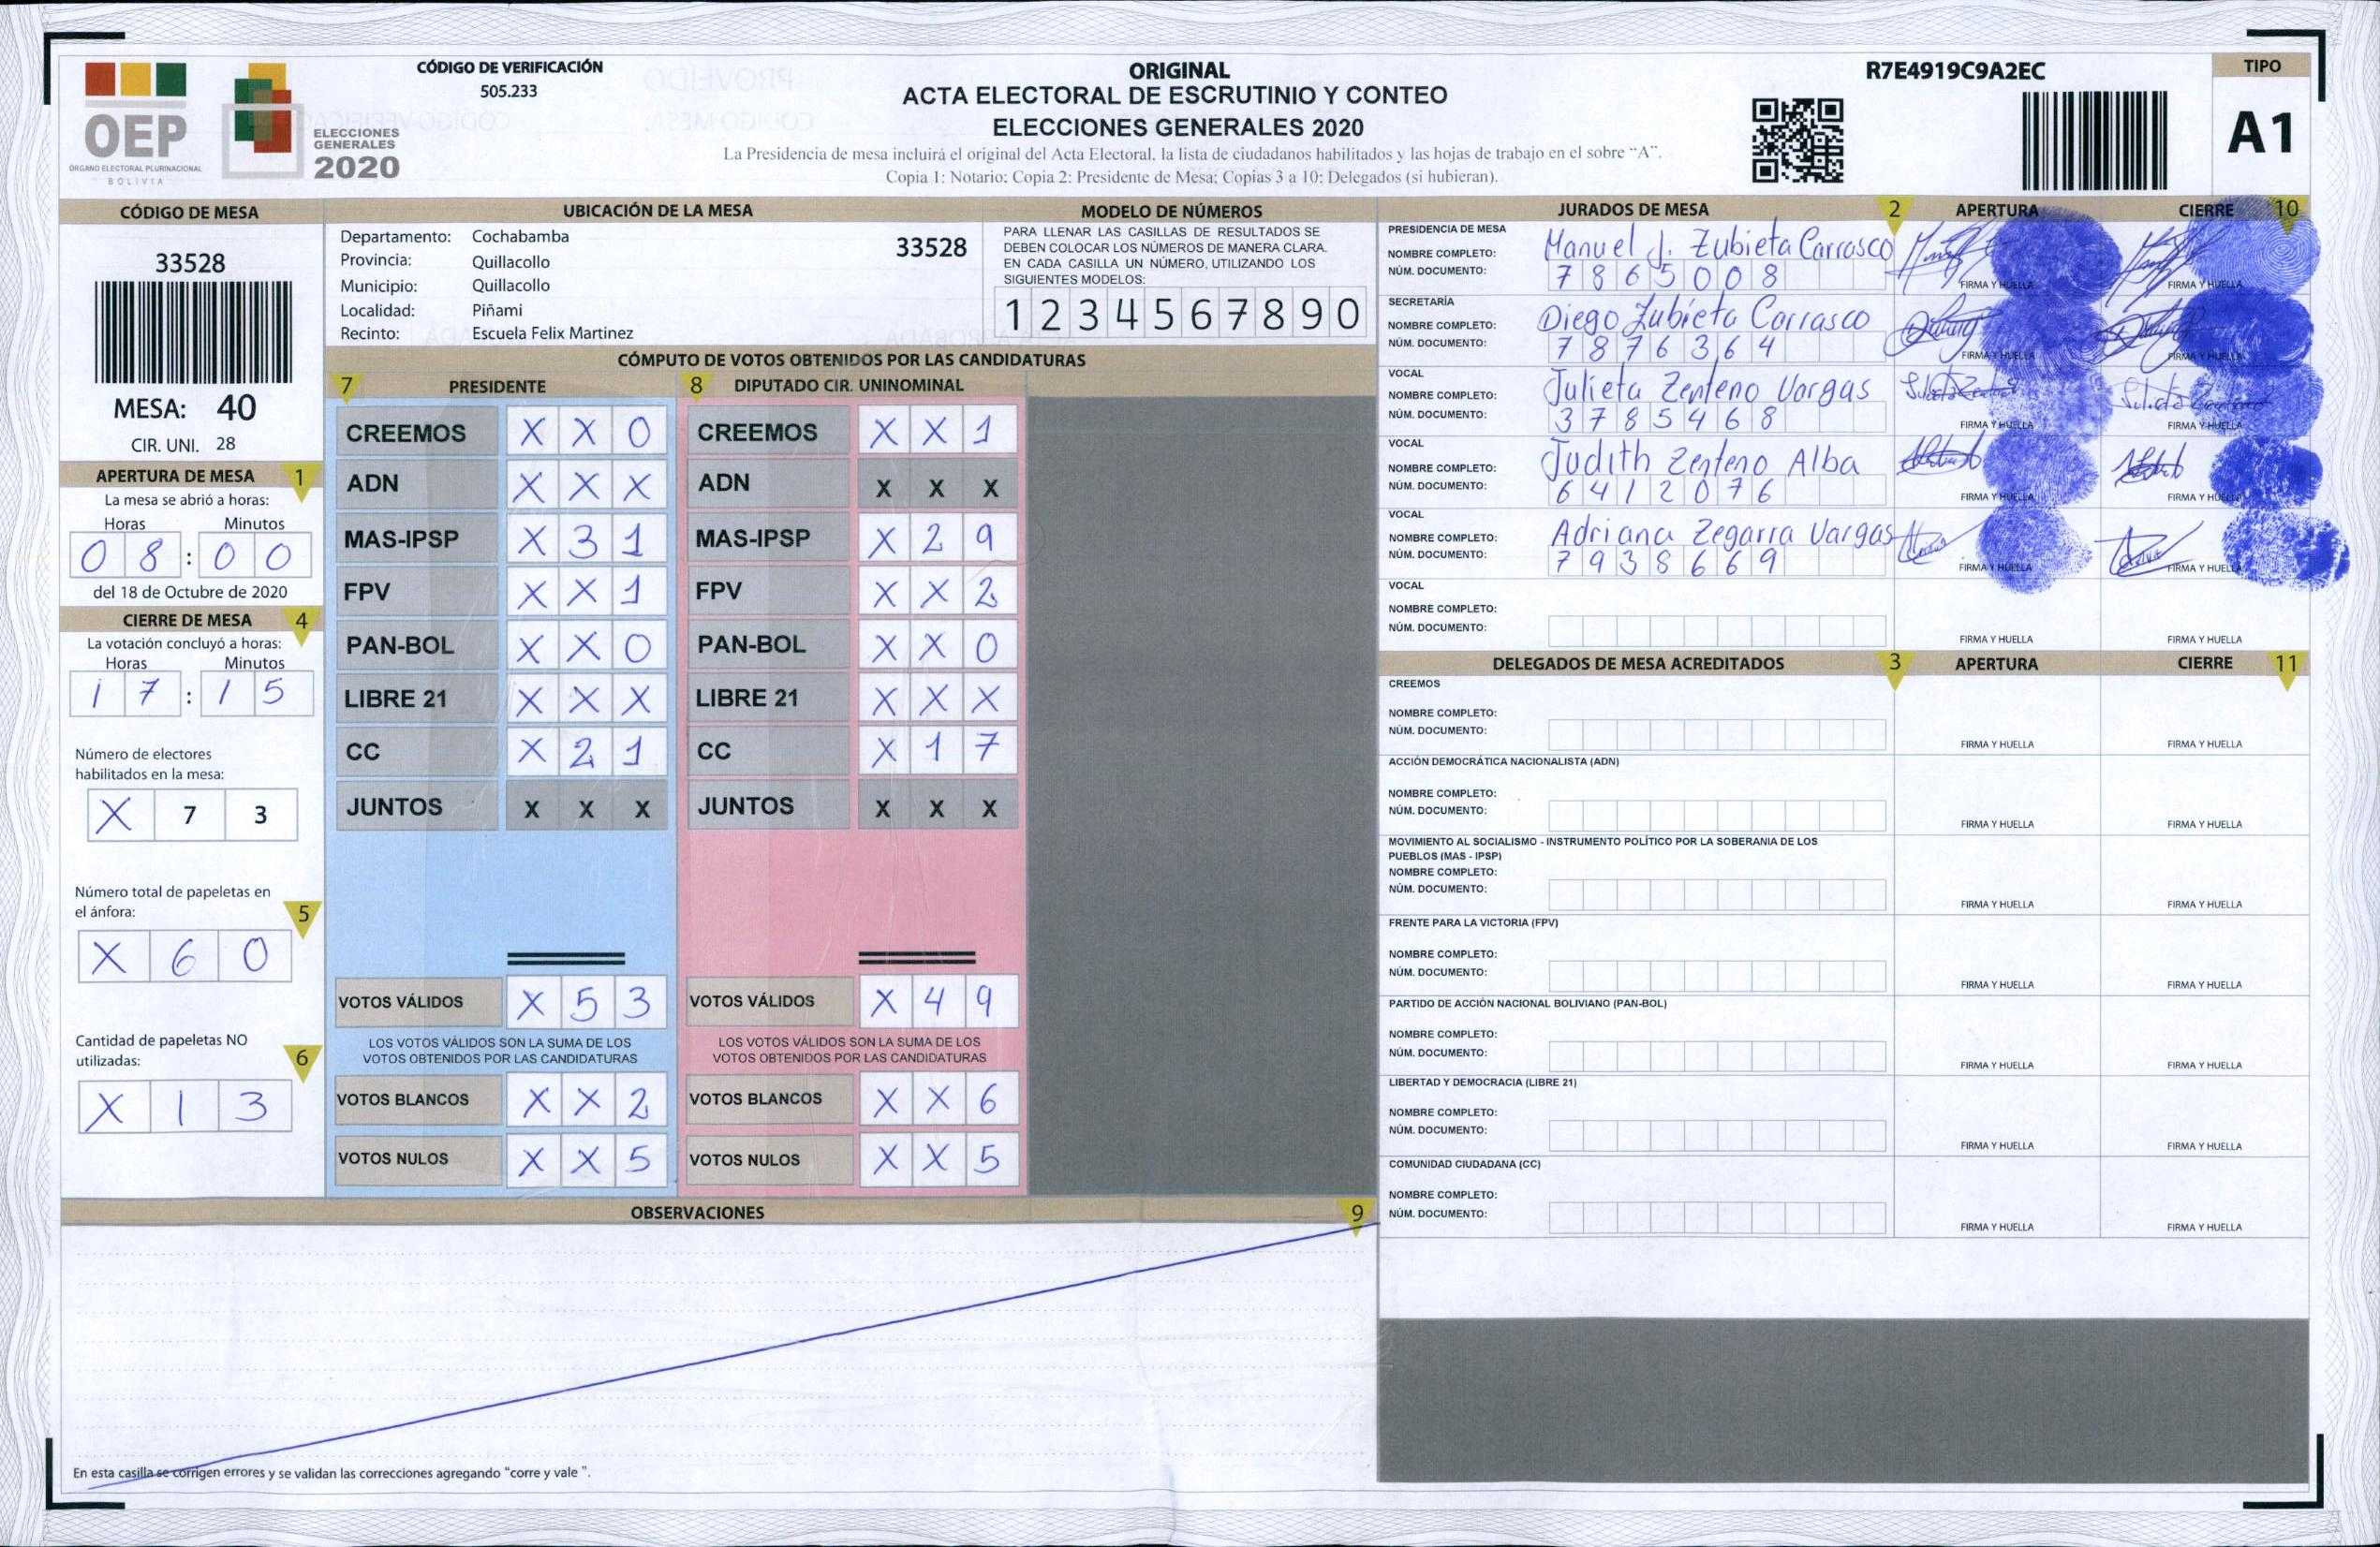 CÓDIGO DE VERIFICACIÓN
505.233
ORIGINAL
ACTA ELECTORAL DE ESCRUTINIO Y CONTEO
ELECCIONES GENERALES 2020
La Presidencia de mesa incluirá el original del Acta Electoral, la lista de ciudadanos habilitados y las hojas de trabajo en el sobre "A".
Copia 1: Notario; Copia 2: Presidente de Mesa; Copias 3 a 10: Delegados (si hubieran).
R7E4919C9A2EC
TIPO
A1
OEP
ORGANO ELECTORAL PLURINACIONAL
BOLIVIA
ELECCIONES
GENERALES
2020
CÓDIGO DE MESA
33528
MESA: 40
CIR. UNI. 28
APERTURA DE MESA 1
La mesa se abrió a horas:
Horas Minutos
0 8 : 0 0
del 18 de Octubre de 2020
CIERRE DE MESA 4
La votación concluyó a horas:
Horas Minutos
1 7 : 1 5
Número de electores
habilitados en la mesa:
X 7 3
Número total de papeletas en
el ánfora: 5
X 6 0
Cantidad de papeletas NO
utilizadas: 6
X 1 3
UBICACIÓN DE LA MESA
Departamento: Cochabamba 33528
Provincia: Quillacollo
Municipio: Quillacollo
Localidad: Piñami
Recinto: Escuela Felix Martinez
MODELO DE NÚMEROS
PARA LLENAR LAS CASILLAS DE RESULTADOS SE
DEBEN COLOCAR LOS NÚMEROS DE MANERA CLARA.
EN CADA CASILLA UN NÚMERO, UTILIZANDO LOS
SIGUIENTES MODELOS:
1 2 3 4 5 6 7 8 9 0
CÓMPUTO DE VOTOS OBTENIDOS POR LAS CANDIDATURAS
7 PRESIDENTE 8 DIPUTADO CIR. UNINOMINAL
CREEMOS X X 0 CREEMOS X X 1
ADN X X X ADN X X X
MAS-IPSP X 3 1 MAS-IPSP X 2 9
FPV X X 1 FPV X X 2
PAN-BOL X X 0 PAN-BOL X X 0
LIBRE 21 X X X LIBRE 21 X X X
CC X 2 1 CC X 1 7
JUNTOS X X X JUNTOS X X X
VOTOS VÁLIDOS X 5 3 VOTOS VÁLIDOS X 4 9
LOS VOTOS VÁLIDOS SON LA SUMA DE LOS LOS VOTOS VÁLIDOS SON LA SUMA DE LOS
VOTOS OBTENIDOS POR LAS CANDIDATURAS VOTOS OBTENIDOS POR LAS CANDIDATURAS
VOTOS BLANCOS X X 2 VOTOS BLANCOS X X 6
VOTOS NULOS X X 5 VOTOS NULOS X X 5
OBSERVACIONES 9
En esta casilla se corrigen errores y se validan las correcciones agregando "corre y vale ".
JURADOS DE MESA 2 APERTURA CIERRE 10
PRESIDENCIA DE MESA
NOMBRE COMPLETO: Manuel J. Zubieta Carrasco
NÚM. DOCUMENTO: 7 8 6 5 0 0 8
FIRMA Y HUELLA FIRMA Y HUELLA
SECRETARÍA
NOMBRE COMPLETO: Diego Zubieta Carrasco
NÚM. DOCUMENTO: 7 8 7 6 3 6 4
FIRMA Y HUELLA FIRMA Y HUELLA
VOCAL
NOMBRE COMPLETO: Julieta Zenteno Vargas
NÚM. DOCUMENTO: 3 7 8 5 4 6 8
FIRMA Y HUELLA FIRMA Y HUELLA
VOCAL
NOMBRE COMPLETO: Judith Zenteno Alba
NÚM. DOCUMENTO: 6 4 1 2 0 7 6
FIRMA Y HUELLA FIRMA Y HUELLA
VOCAL
NOMBRE COMPLETO: Adriana Zegarra Vargas
NÚM. DOCUMENTO: 7 9 3 8 6 6 9
FIRMA Y HUELLA FIRMA Y HUELLA
VOCAL
NOMBRE COMPLETO:
NÚM. DOCUMENTO:
FIRMA Y HUELLA FIRMA Y HUELLA
DELEGADOS DE MESA ACREDITADOS 3 APERTURA CIERRE 11
CREEMOS
NOMBRE COMPLETO:
NÚM. DOCUMENTO:
FIRMA Y HUELLA FIRMA Y HUELLA
ACCIÓN DEMOCRÁTICA NACIONALISTA (ADN)
NOMBRE COMPLETO:
NÚM. DOCUMENTO:
FIRMA Y HUELLA FIRMA Y HUELLA
MOVIMIENTO AL SOCIALISMO - INSTRUMENTO POLÍTICO POR LA SOBERANIA DE LOS
PUEBLOS (MAS - IPSP)
NOMBRE COMPLETO:
NÚM. DOCUMENTO:
FIRMA Y HUELLA FIRMA Y HUELLA
FRENTE PARA LA VICTORIA (FPV)
NOMBRE COMPLETO:
NÚM. DOCUMENTO:
FIRMA Y HUELLA FIRMA Y HUELLA
PARTIDO DE ACCIÓN NACIONAL BOLIVIANO (PAN-BOL)
NOMBRE COMPLETO:
NÚM. DOCUMENTO:
FIRMA Y HUELLA FIRMA Y HUELLA
LIBERTAD Y DEMOCRACIA (LIBRE 21)
NOMBRE COMPLETO:
NÚM. DOCUMENTO:
FIRMA Y HUELLA FIRMA Y HUELLA
COMUNIDAD CIUDADANA (CC)
NOMBRE COMPLETO:
NÚM. DOCUMENTO:
FIRMA Y HUELLA FIRMA Y HUELLA